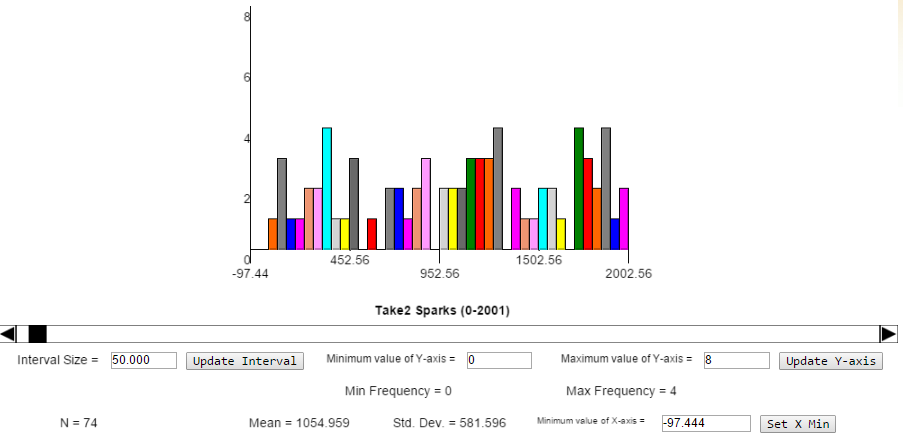 8
6
4
2
0
-97.44 452.56 952.56 1502.56 2002.56
Take2 Sparks (0-2001)
Interval Size = 50.000 Update Interval Minimum value of Y-axis = 0 Maximum value of Y-axis = 8 Update Y-axis
Min Frequency = 0 Max Frequency = 4
N = 74 Mean = 1054.959 Std. Dev. = 581.596 Minimum value of X-axis = -97.444 Set X Min